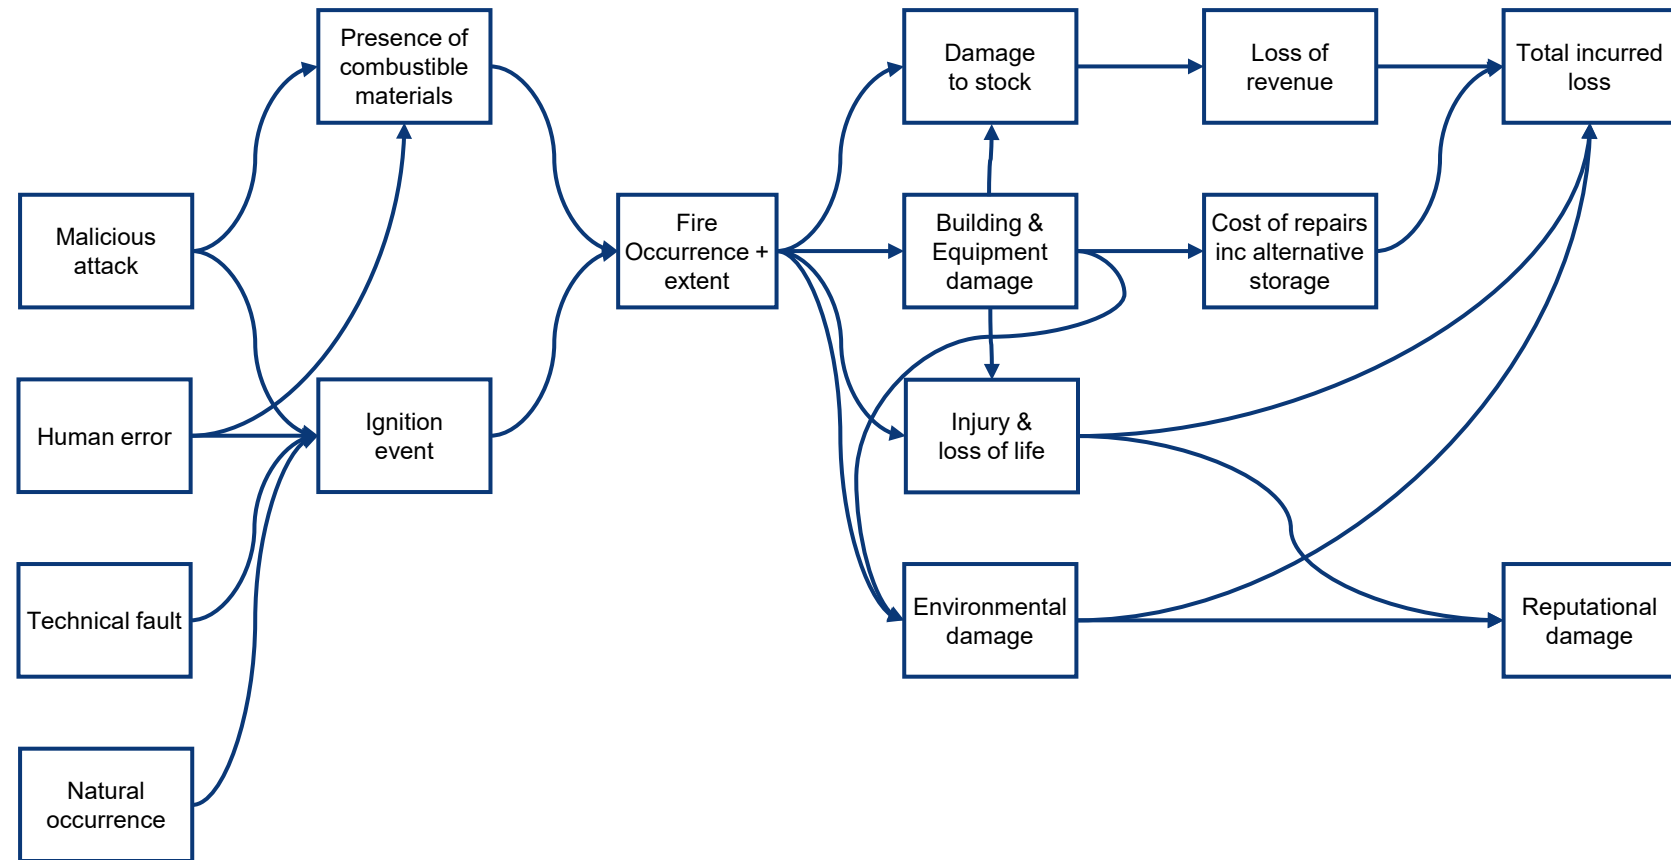 Presence of
combustible
materials
Damage
to stock
Loss of
revenue
Total incurred
loss
Malicious
attack
Fire
Occurrence +
extent
Building &
Equipment
damage
Cost of repairs
inc alternative
storage
Human error
Ignition
event
Injury &
loss of life
Technical fault
Environmental
damage
Reputational
damage
Natural
occurrence